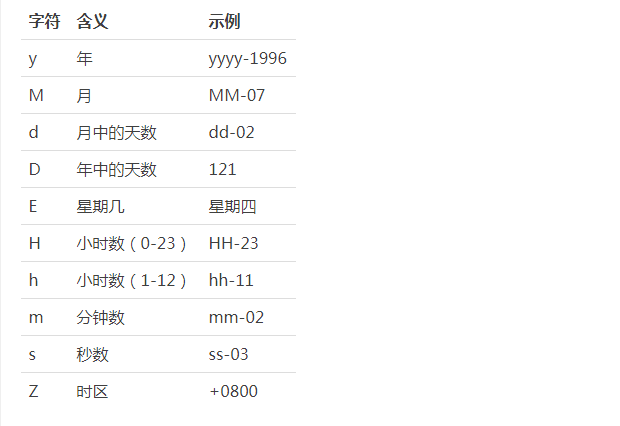 字符 含义 示例
y 年 yyyy-1996
M 月 MM-07
d 月中的天数 dd-02
D 年中的天数 121
E 星期几 星期四
H 小时数（0-23） HH-23
h 小时数（1-12） hh-11
m 分钟数 mm-02
s 秒数 ss-03
Z 时区 +0800